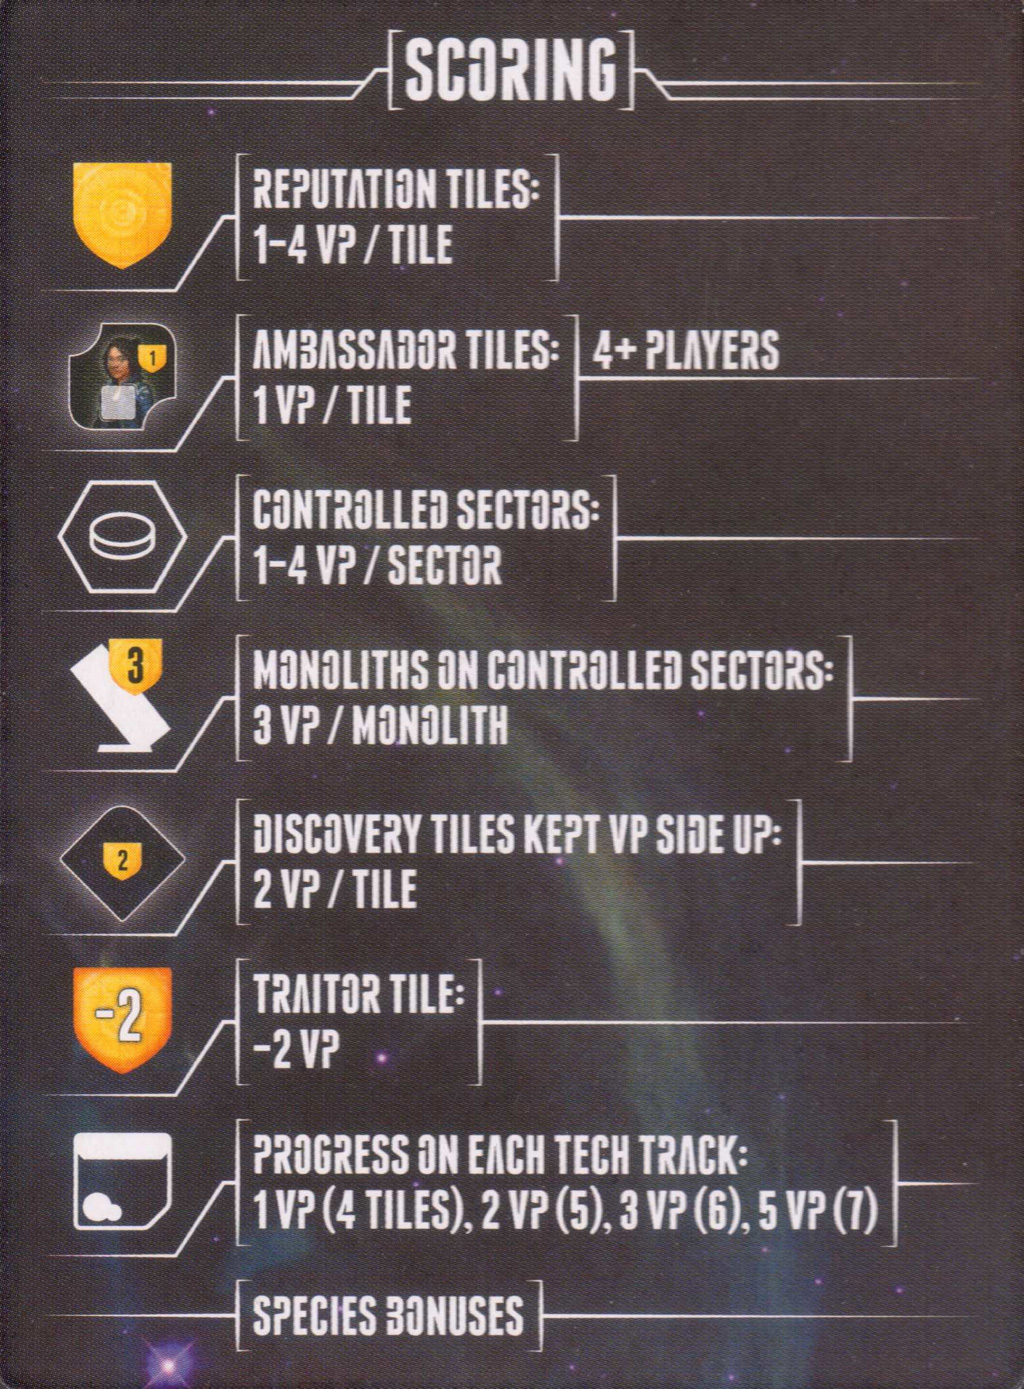 SCORING
REPUTATION TILES:
1-4 VP / TILE
1
AMBASSADOR TILES:
4+ PLAYERS
1 VP / TILE
CONTROLLED SECTORS:
1-4 VP / SECTOR
3
MONOLITHS ON CONTROLLED SECTORS:
3 VP / MONOLITH
2
DISCOVERY TILES KEPT VP SIDE UP:
2 VP / TILE
-2
TRAITOR TILE:
-2 VP
PROGRESS ON EACH TECH TRACK:
1 VP (4 TILES), 2 VP (5), 3 VP (6), 5 VP (7)
SPECIES BONUSES